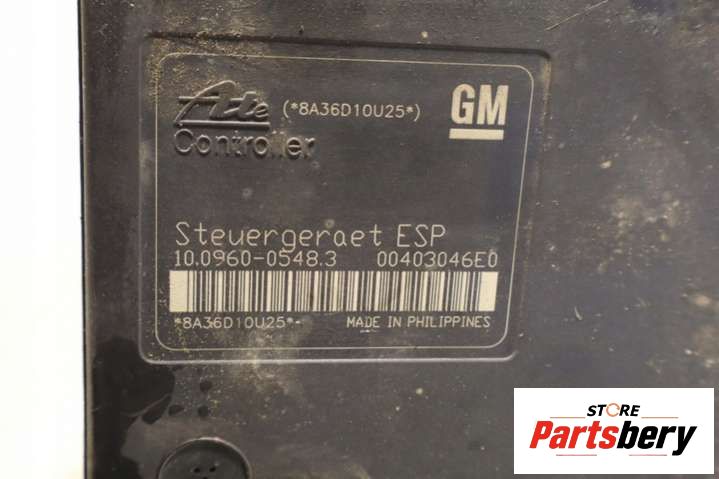 Ate (*8A36D10U25*) GM
Controller
Steuergeraet ESP
10.0960-0548.3 00403046E0
*8A36D10U25*- MADE IN PHILIPPINES
STORE
Partsbery